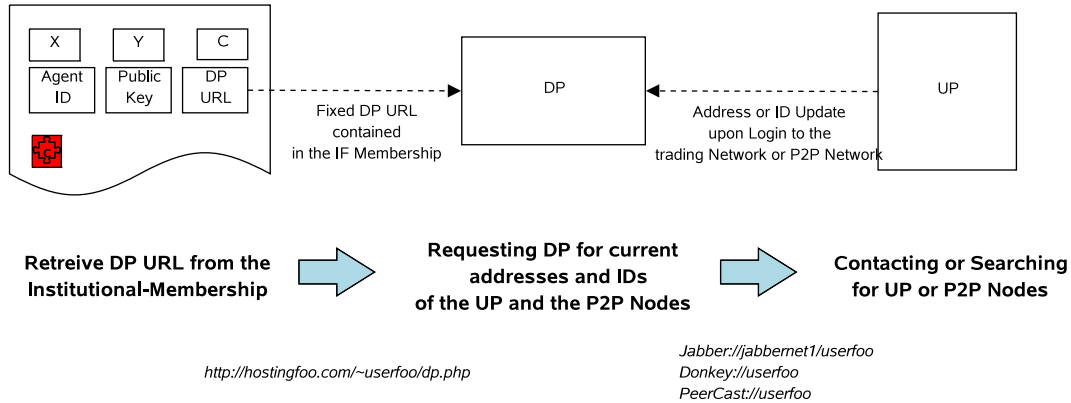 X
Y
C
Agent
ID
Public
Key
DP
URL
C
Fixed DP URL
contained
in the IF Membership
DP
Address or ID Update
upon Login to the
trading Network or P2P Network
UP
Retreive DP URL from the
Institutional-Membership
Requesting DP for current
addresses and IDs
of the UP and the P2P Nodes
Contacting or Searching
for UP or P2P Nodes
http://hostingfoo.com/~userfoo/dp.php
Jabber://jabbernet1/userfoo
Donkey://userfoo
PeerCast://userfoo